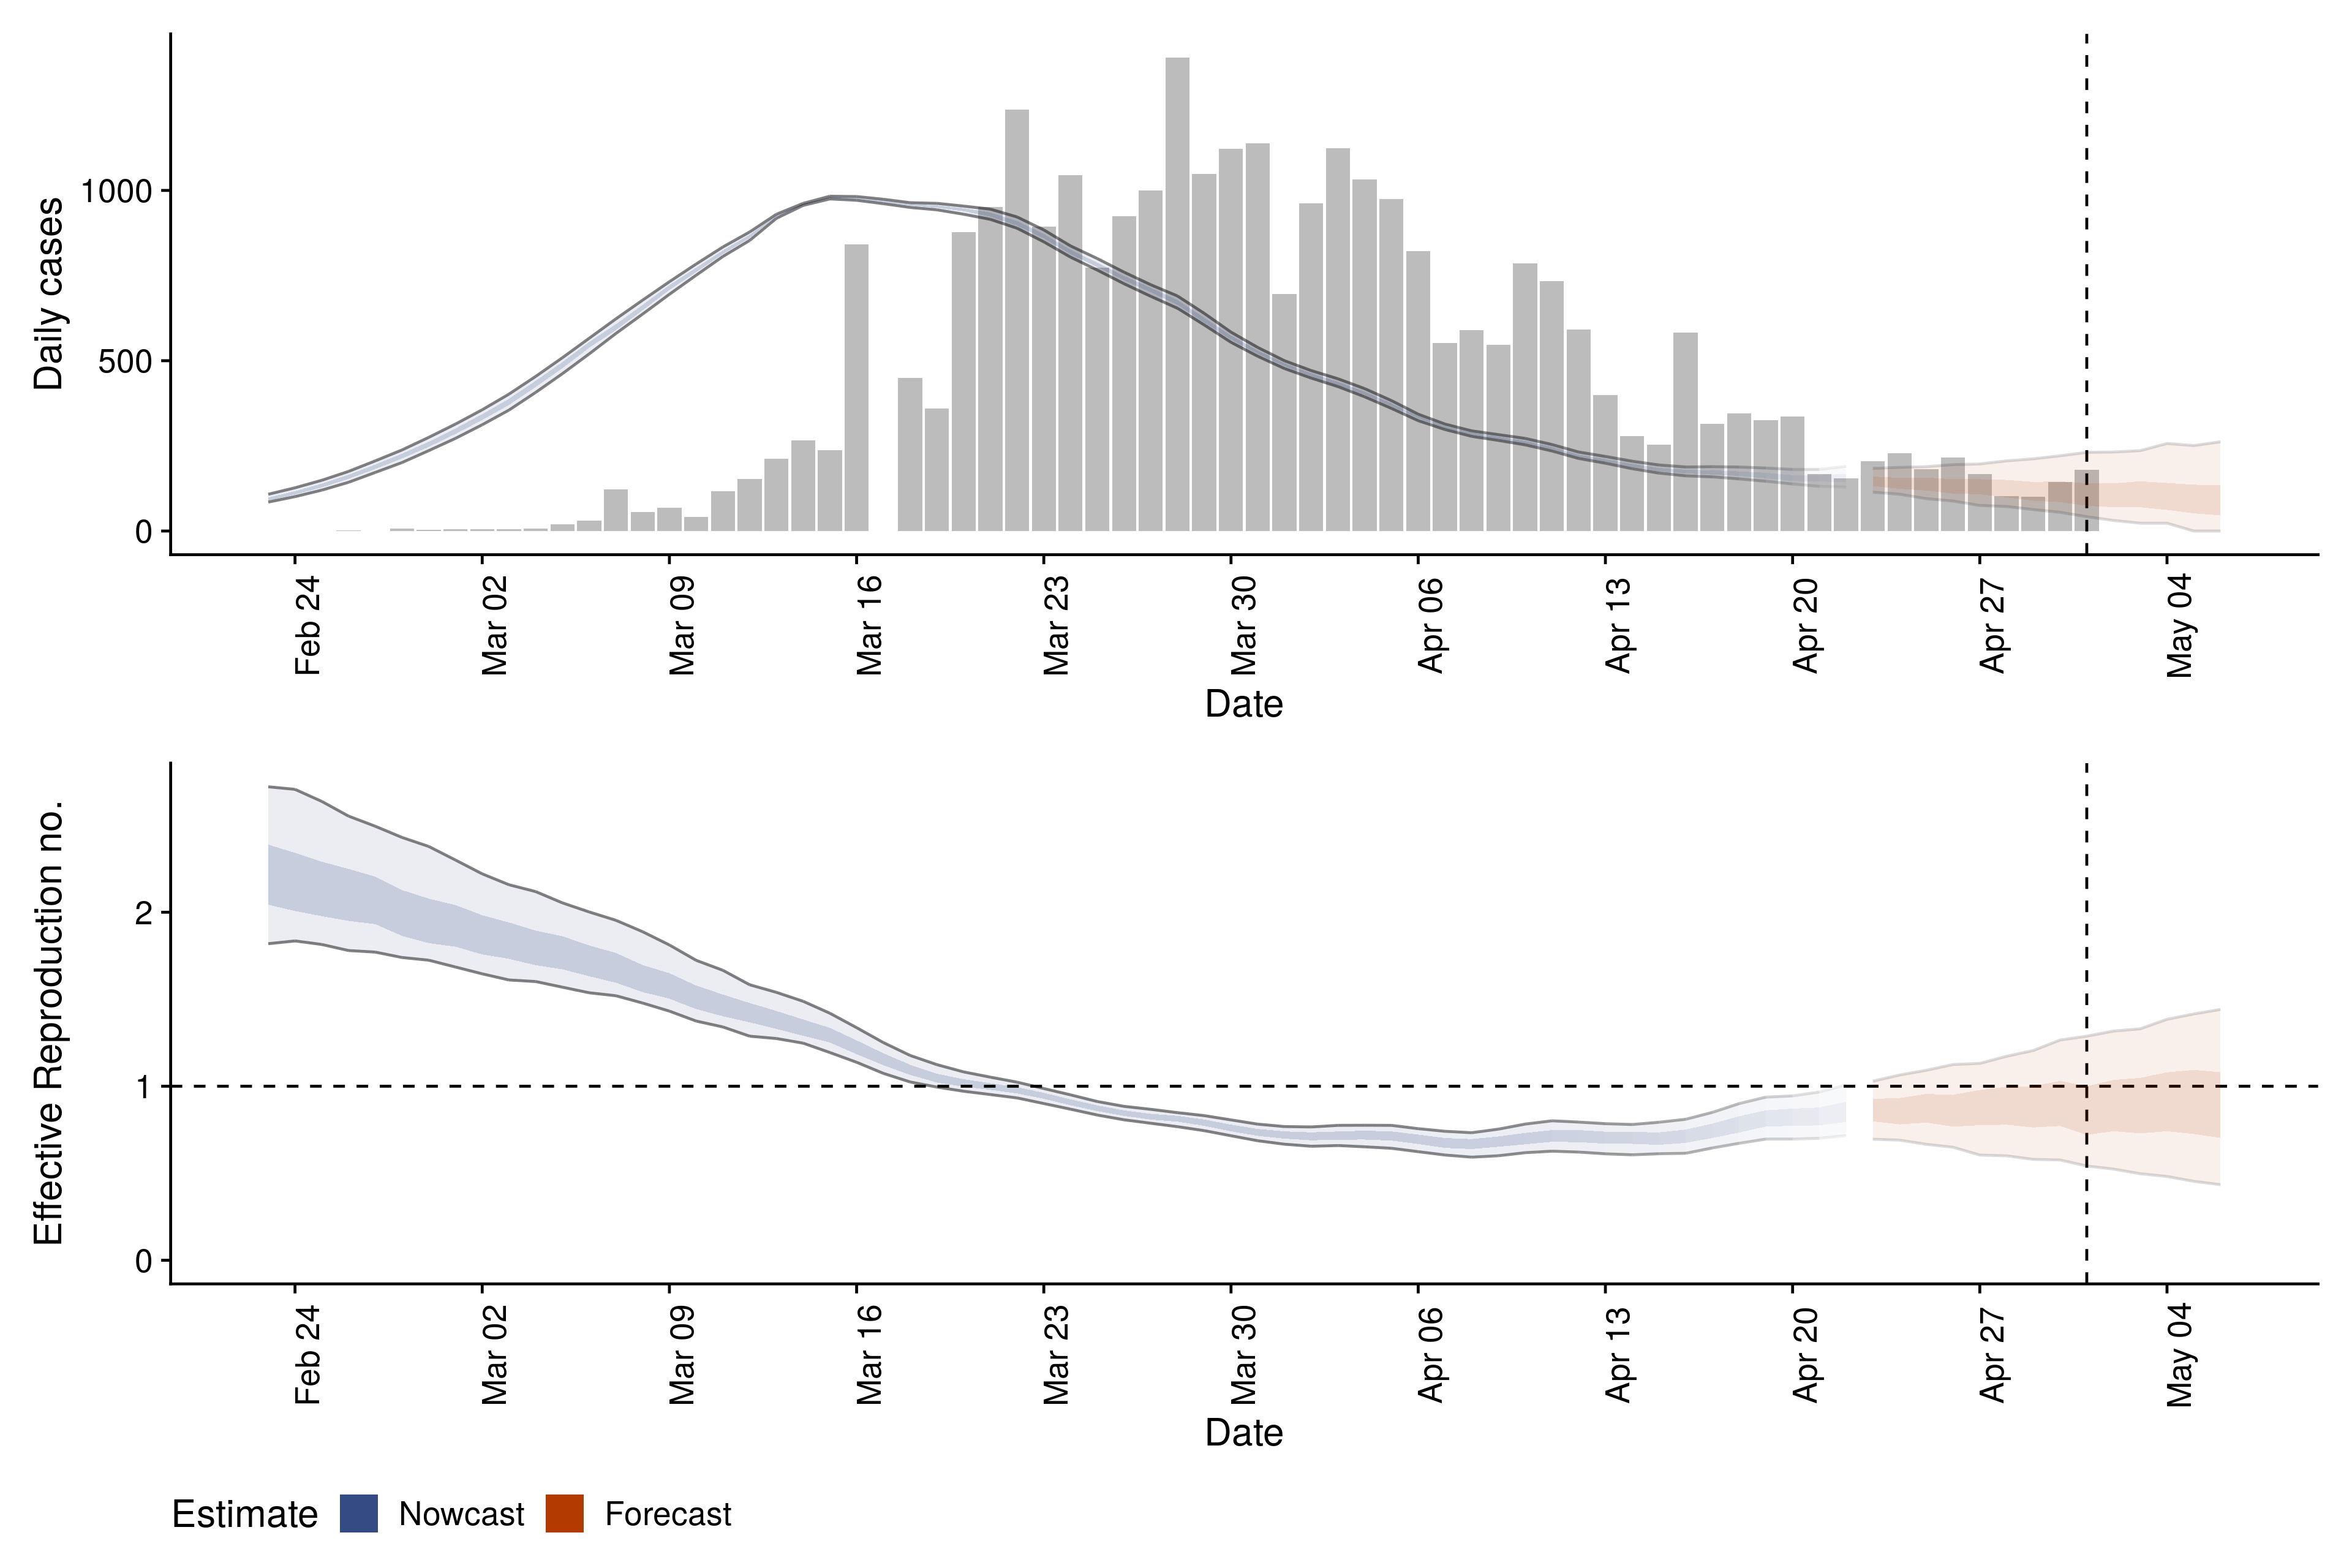 Daily cases
1000
500
0
Feb 24
Mar 02
Mar 09
Mar 16
Mar 23
Mar 30
Apr 06
Apr 13
Apr 20
Apr 27
May 04
Date
Effective Reproduction no.
2
1
0
Feb 24
Mar 02
Mar 09
Mar 16
Mar 23
Mar 30
Apr 06
Apr 13
Apr 20
Apr 27
May 04
Date
Estimate Nowcast Forecast